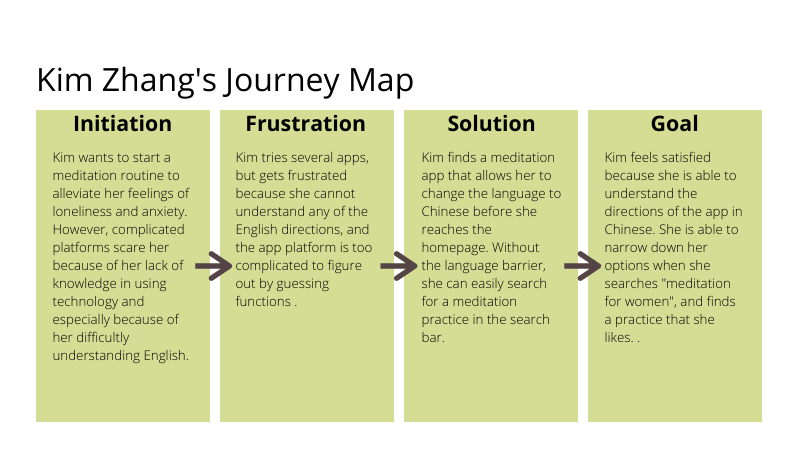 Kim Zhang's Journey Map
Initiation
Kim wants to start a
meditation routine to
alleviate her feelings of
loneliness and anxiety.
However, complicated
platforms scare her
because of her lack of
knowledge in using
technology and
especially because of
her difficultly
understanding English.
Frustration
Kim tries several apps,
but gets frustrated
because she cannot
understand any of the
English directions, and
the app platform is too
complicated to figure
out by guessing
functions .
Solution
Kim finds a meditation
app that allows her to
change the language to
Chinese before she
reaches the
homepage. Without
the language barrier,
she can easily search
for a meditation
practice in the search
bar.
Goal
Kim feels satisfied
because she is able to
understand the
directions of the app in
Chinese. She is able to
narrow down her
options when she
searches "meditation
for women", and finds
a practice that she
likes. .